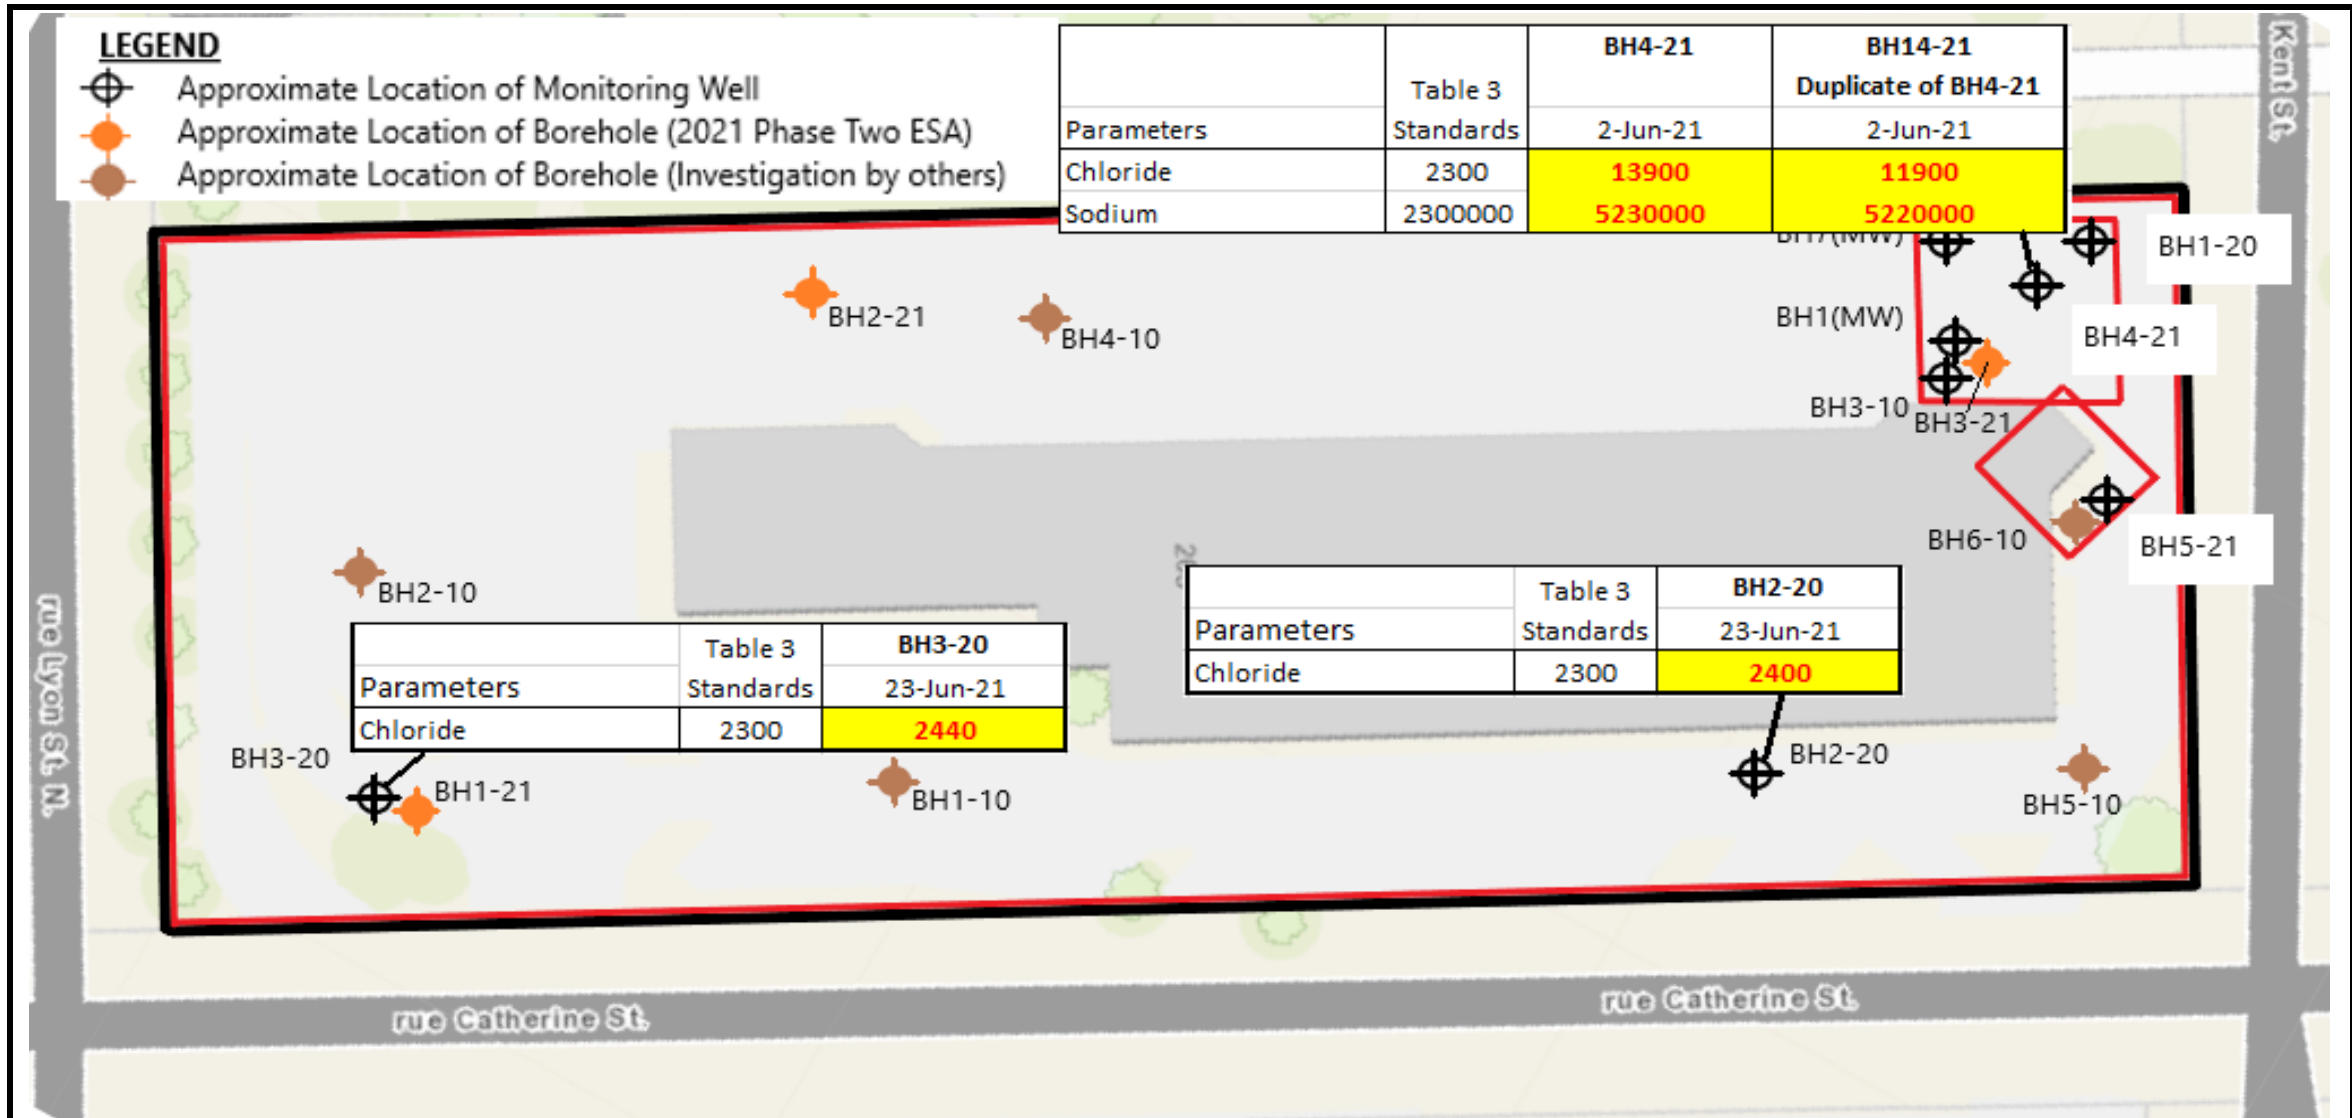 LEGEND
Approximate Location of Monitoring Well
Approximate Location of Borehole (2021 Phase Two ESA)
Approximate Location of Borehole (Investigation by others)
Parameters Table 3 Standards BH4-21 2-Jun-21 BH14-21 Duplicate of BH4-21 2-Jun-21
Chloride 2300 13900 11900
Sodium 2300000 5230000 5220000
Kent St.
BH7(MW)
BH1-20
BH2-21
BH4-10
BH1(MW)
BH4-21
BH3-10
BH3-21
BH6-10
BH5-21
BH2-10
Parameters Table 3 Standards BH3-20 23-Jun-21
Chloride 2300 2440
Parameters Table 3 Standards BH2-20 23-Jun-21
Chloride 2300 2400
BH3-20
BH1-21
BH1-10
BH2-20
BH5-10
rue Lyon St. N.
rue Catherine St.
rue Catherine St.